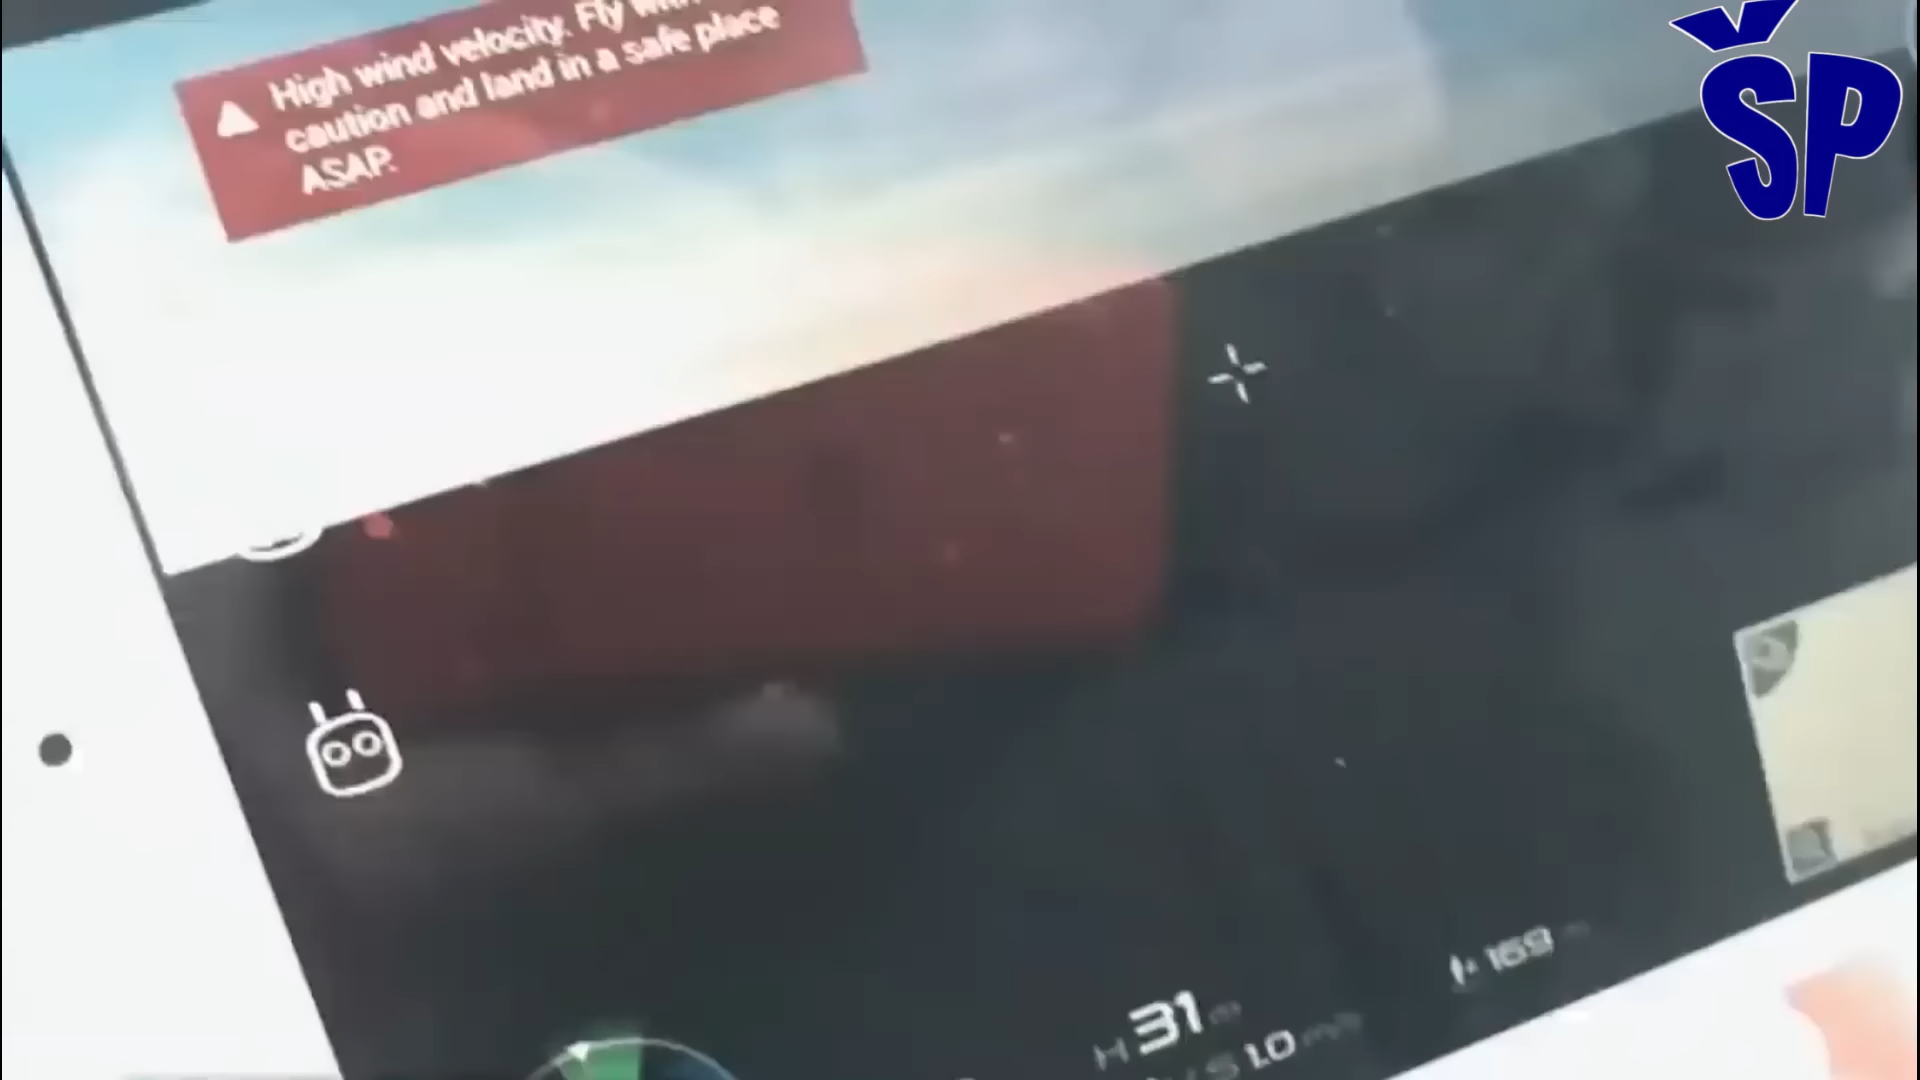 ŠP
High wind velocity. Fly with
caution and land in a safe place
ASAP.
169
H 31 m
V.S 1.0 m/s